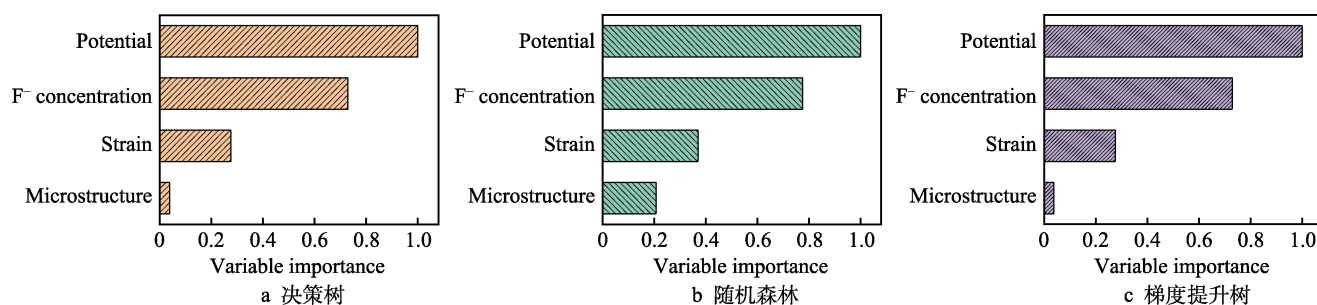 Potential
F⁻ concentration
Strain
Microstructure
0 0.2 0.4 0.6 0.8 1.0
Variable importance
a 决策树
Potential
F⁻ concentration
Strain
Microstructure
0 0.2 0.4 0.6 0.8 1.0
Variable importance
b 随机森林
Potential
F⁻ concentration
Strain
Microstructure
0 0.2 0.4 0.6 0.8 1.0
Variable importance
c 梯度提升树